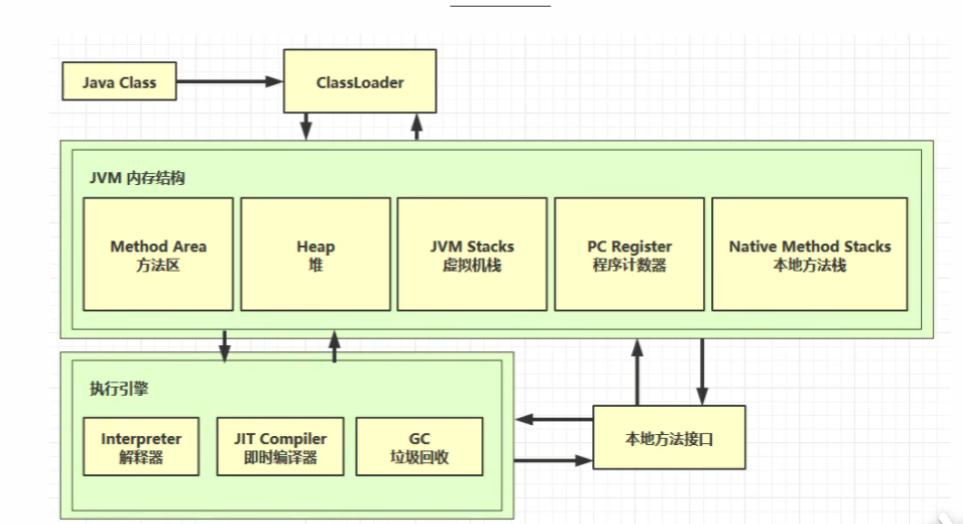 Java Class
ClassLoader
JVM 内存结构
Method Area
方法区
Heap
堆
JVM Stacks
虚拟机栈
PC Register
程序计数器
Native Method Stacks
本地方法栈
执行引擎
Interpreter
解释器
JIT Compiler
即时编译器
GC
垃圾回收
本地方法接口